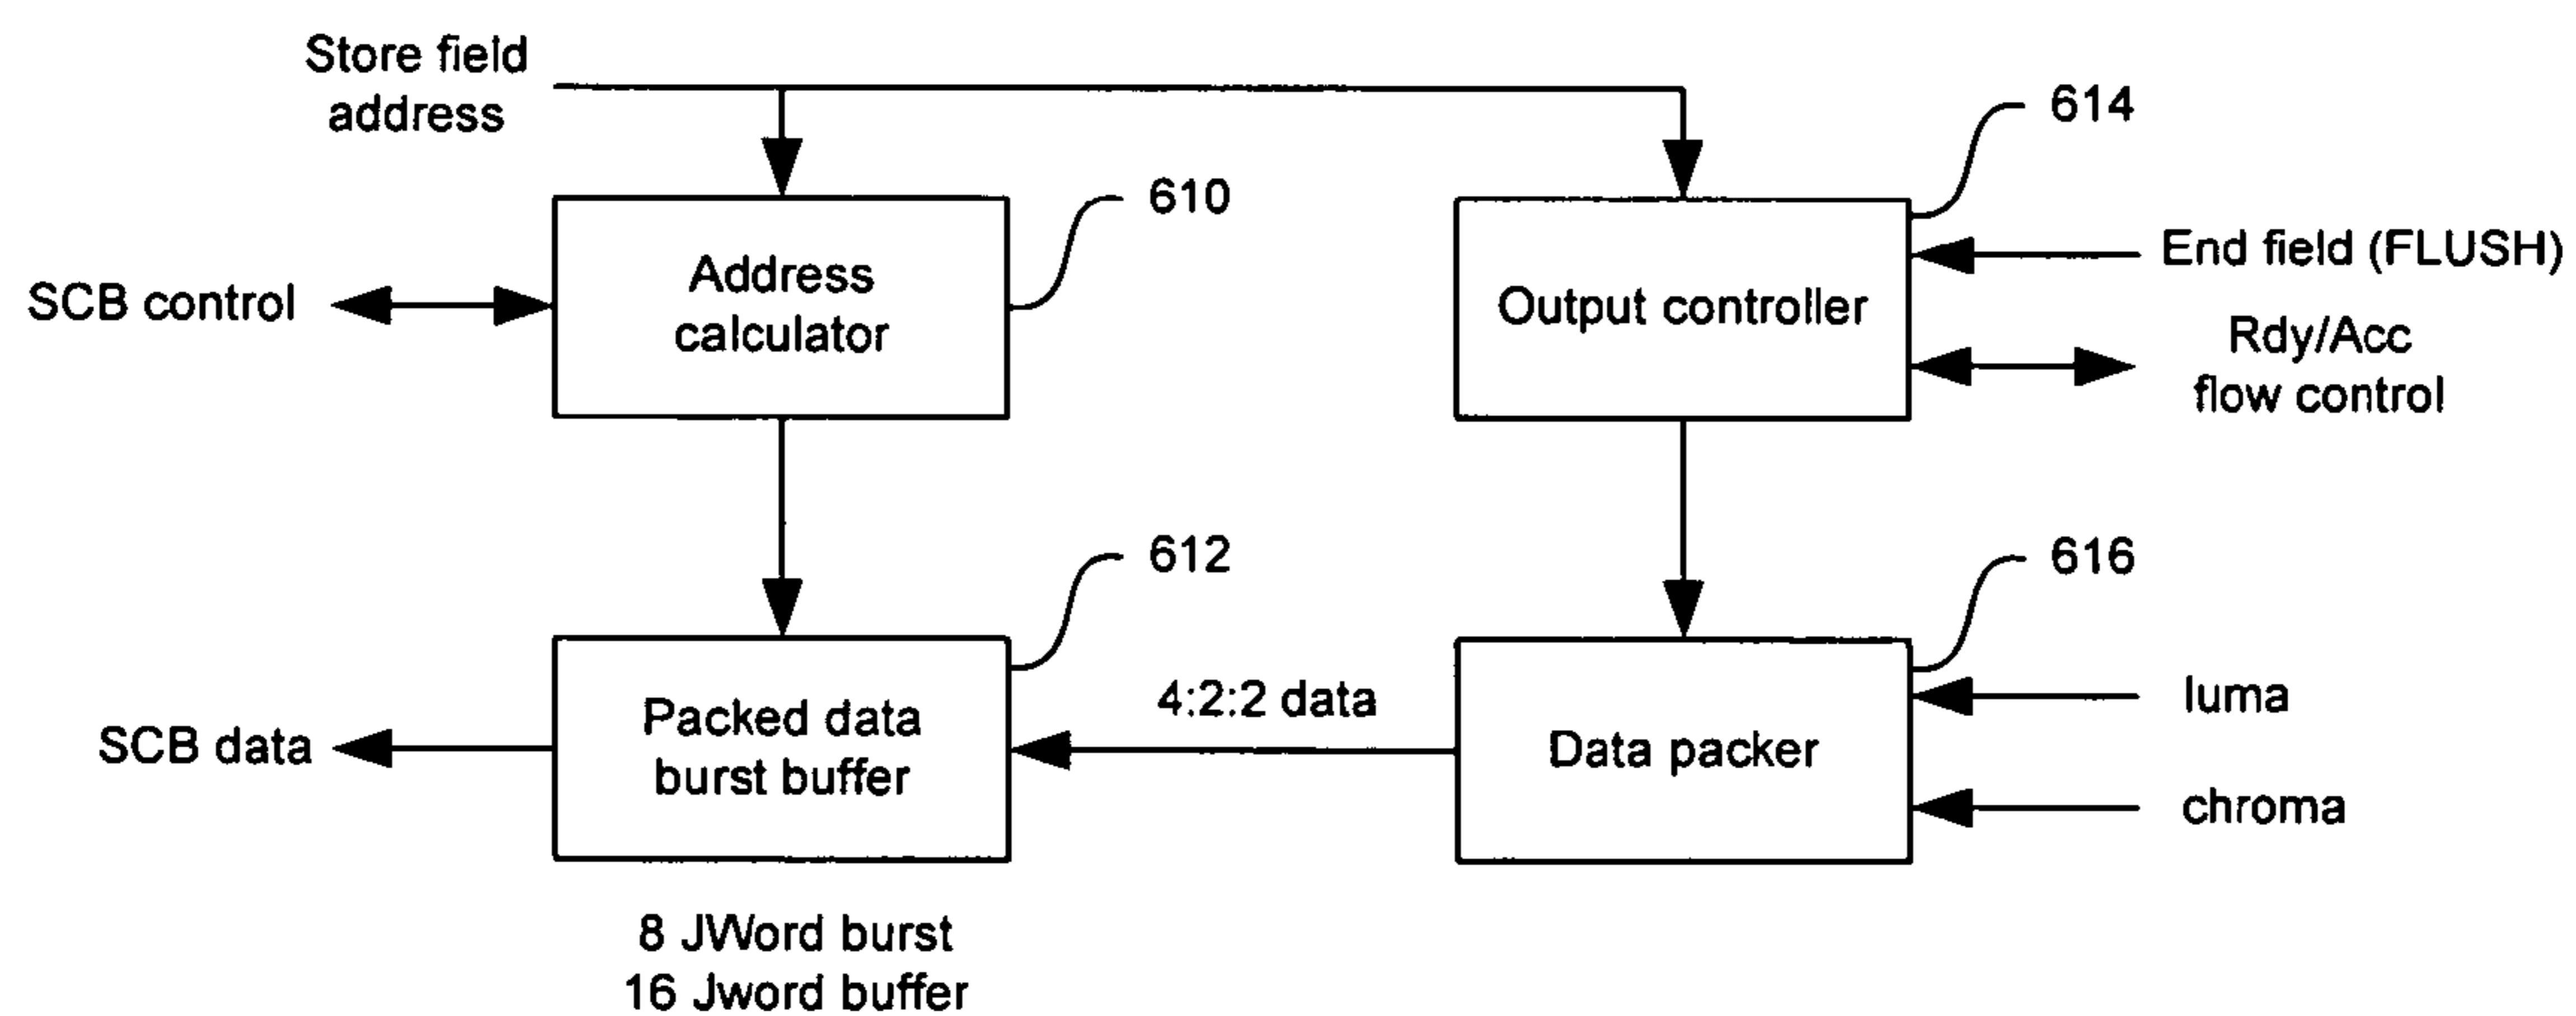 Store field
address
614
610
Address
calculator
SCB control
Output controller
End field (FLUSH)
Rdy/Acc
flow control
612
616
Packed data
burst buffer
SCB data
4:2:2 data
Data packer
luma
chroma
8 JWord burst
16 Jword buffer